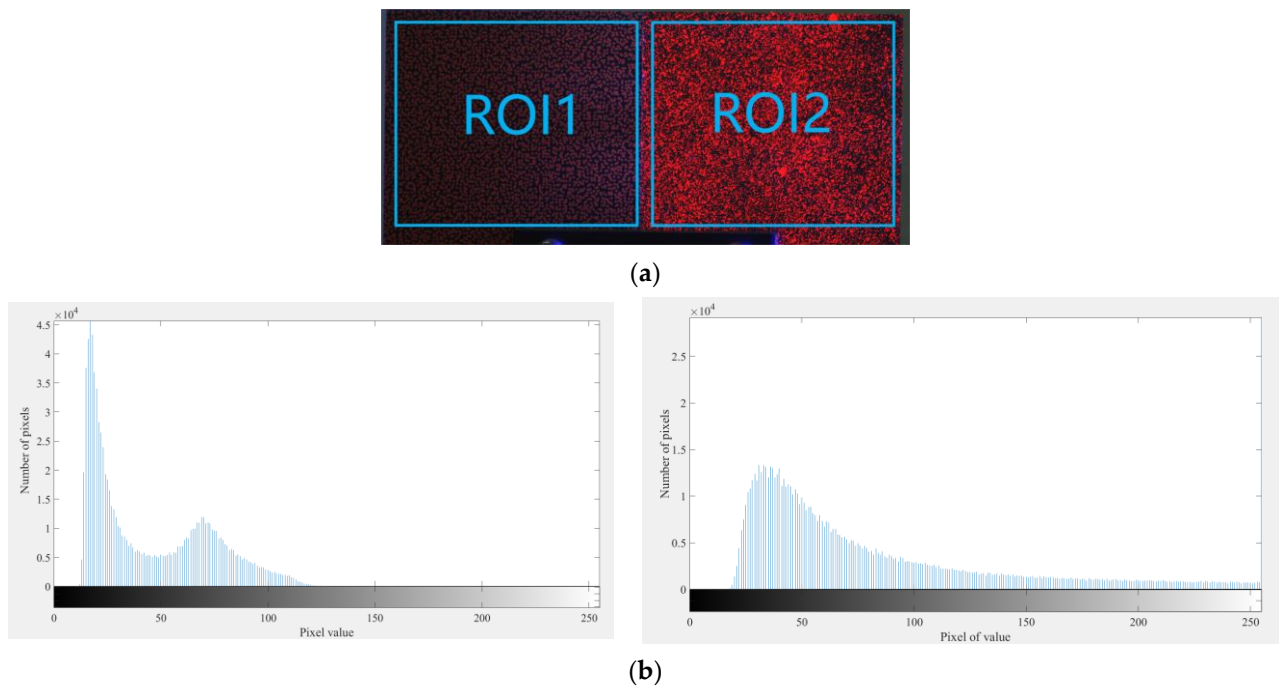 ROI1 ROI2
(a)
×10⁴
4.5
4
3.5
3
2.5
2
1.5
1
0.5
0
Number of pixels
0 50 100 150 200 250
Pixel value
×10⁴
2.5
2
1.5
1
0.5
0
Number of pixels
0 50 100 150 200 250
Pixel of value
(b)